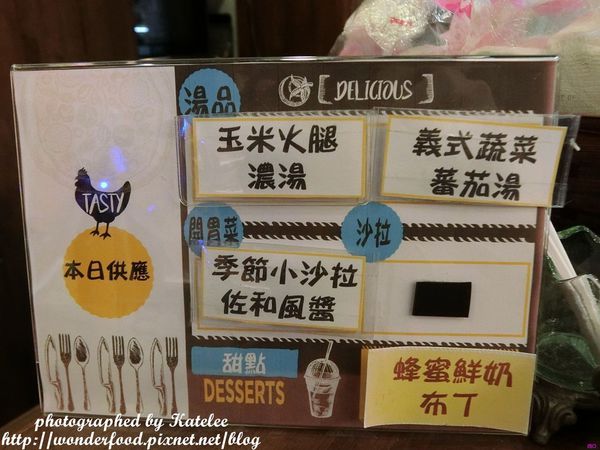 湯品
[ DELICIOUS ]
玉米火腿
濃湯
義式蔬菜
蕃茄湯
TASTY
本日供應
開胃菜
沙拉
季節小沙拉
佐和風醬
甜點
DESSERTS
蜂蜜鮮奶
布丁
photographed by Katelee
http://wonderfood.pixnet.net/blog